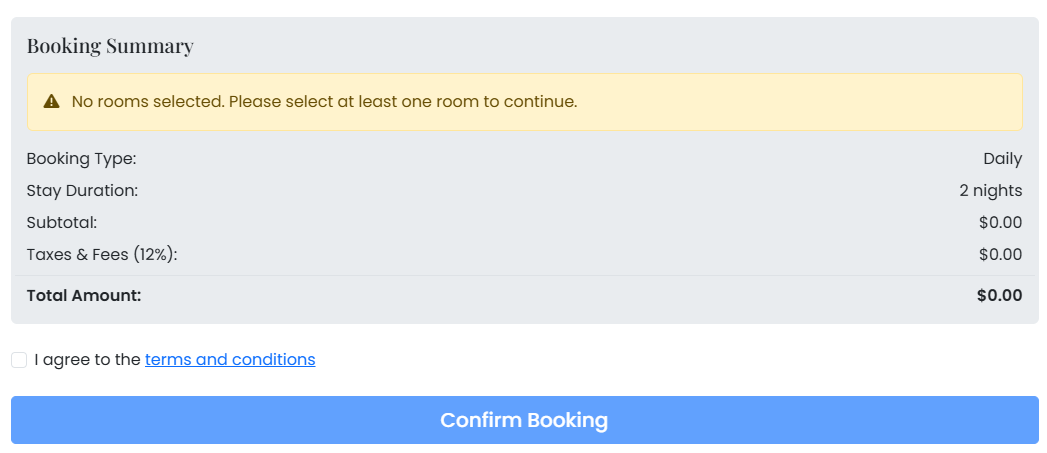 Booking Summary
No rooms selected. Please select at least one room to continue.
Booking Type: Daily
Stay Duration: 2 nights
Subtotal: $0.00
Taxes & Fees (12%): $0.00
Total Amount: $0.00
I agree to the terms and conditions
Confirm Booking